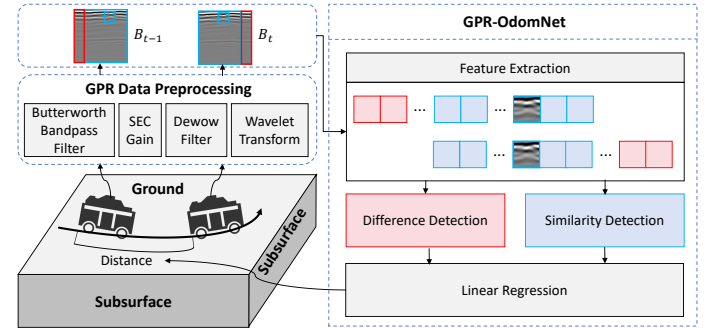 B_{t-1}
B_t
GPR Data Preprocessing
Butterworth
Bandpass
Filter
SEC
Gain
Dewow
Filter
Wavelet
Transform
Ground
Distance
Subsurface
Subsurface
GPR-OdomNet
Feature Extraction
...
...
...
...
Difference Detection
Similarity Detection
Linear Regression